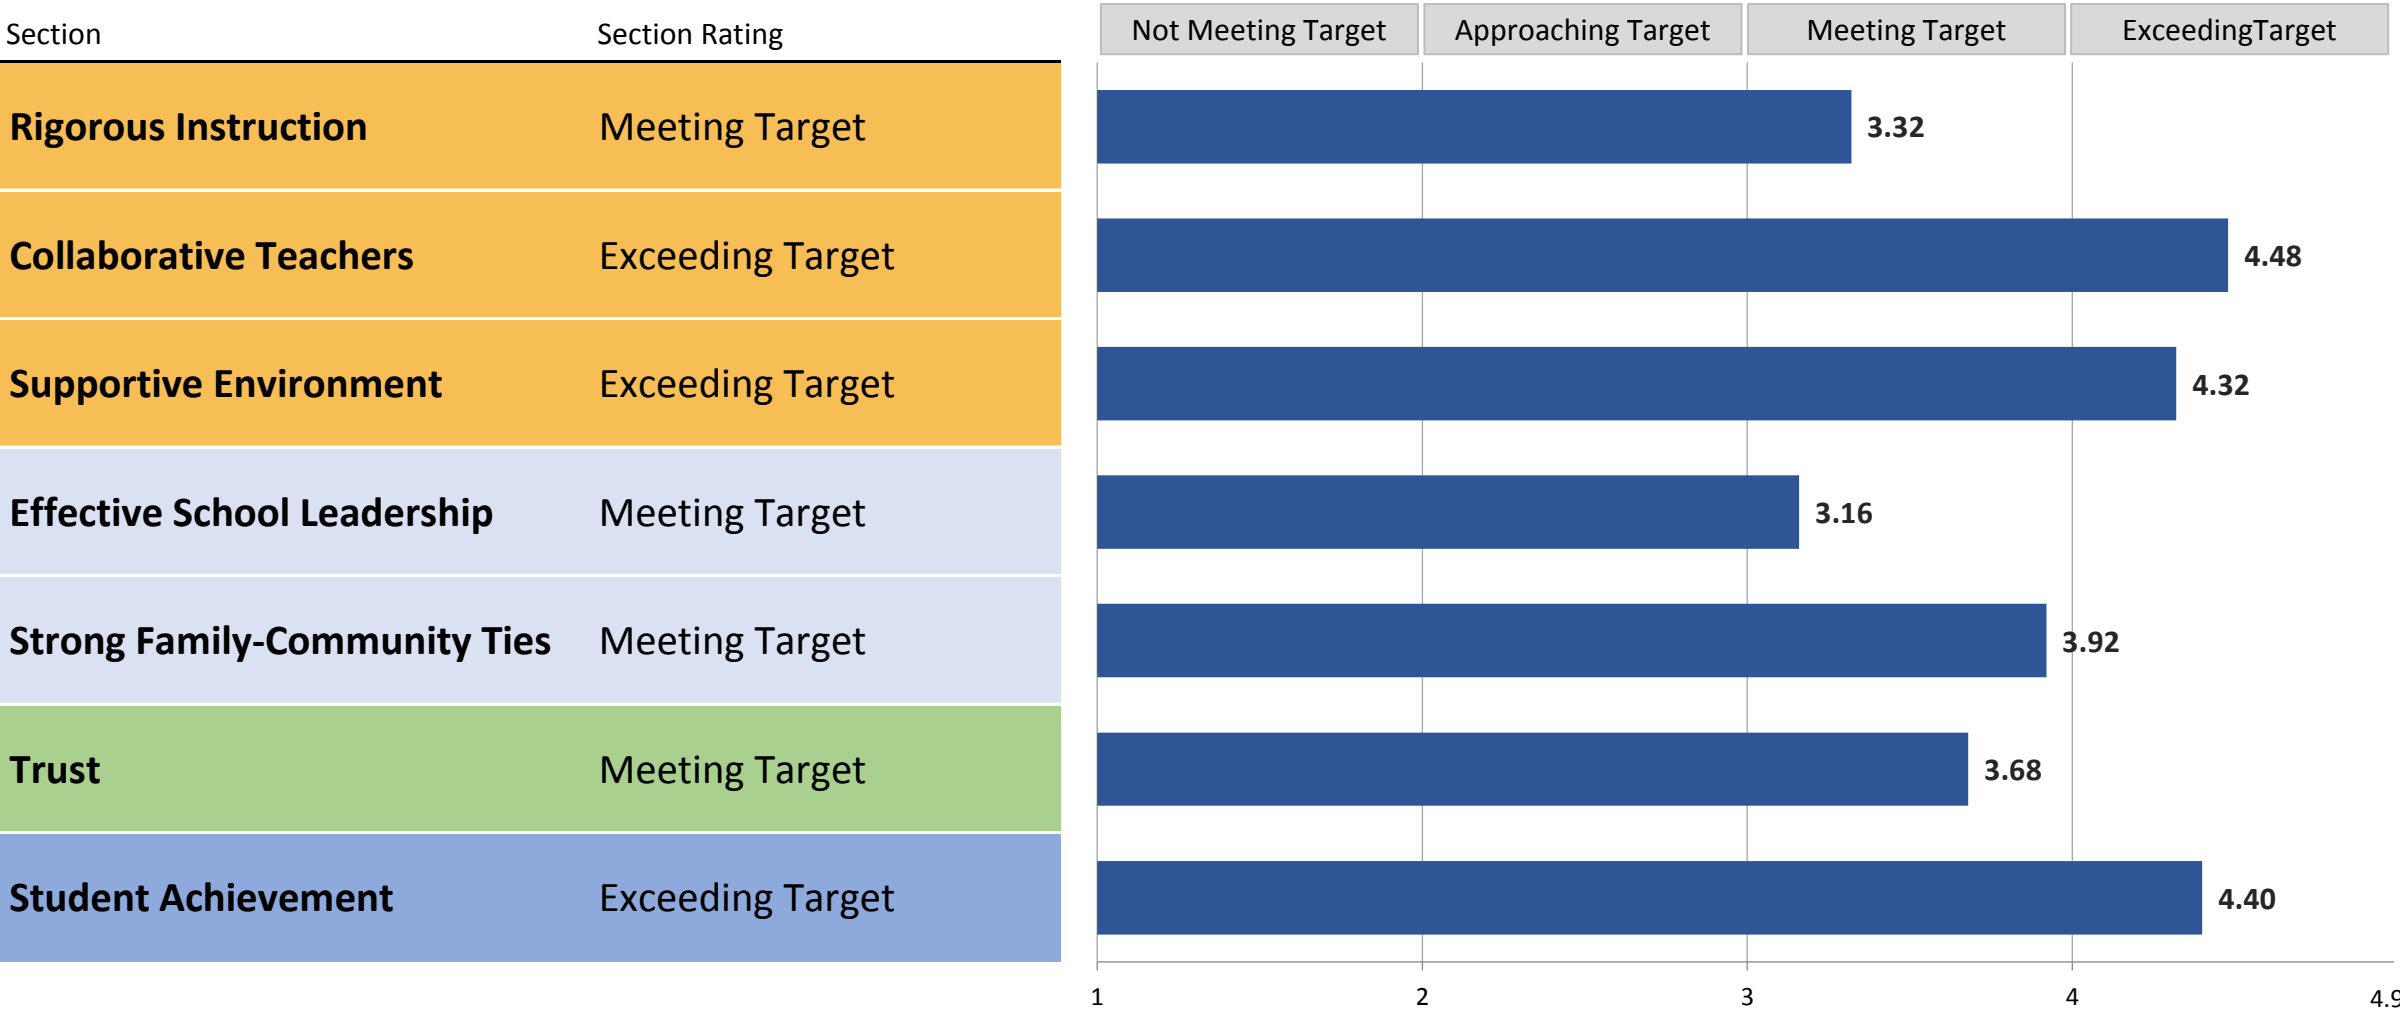 Section Section Rating Not Meeting Target Approaching Target Meeting Target ExceedingTarget
Rigorous Instruction Meeting Target 3.32
Collaborative Teachers Exceeding Target 4.48
Supportive Environment Exceeding Target 4.32
Effective School Leadership Meeting Target 3.16
Strong Family-Community Ties Meeting Target 3.92
Trust Meeting Target 3.68
Student Achievement Exceeding Target 4.40
1 2 3 4 4.9